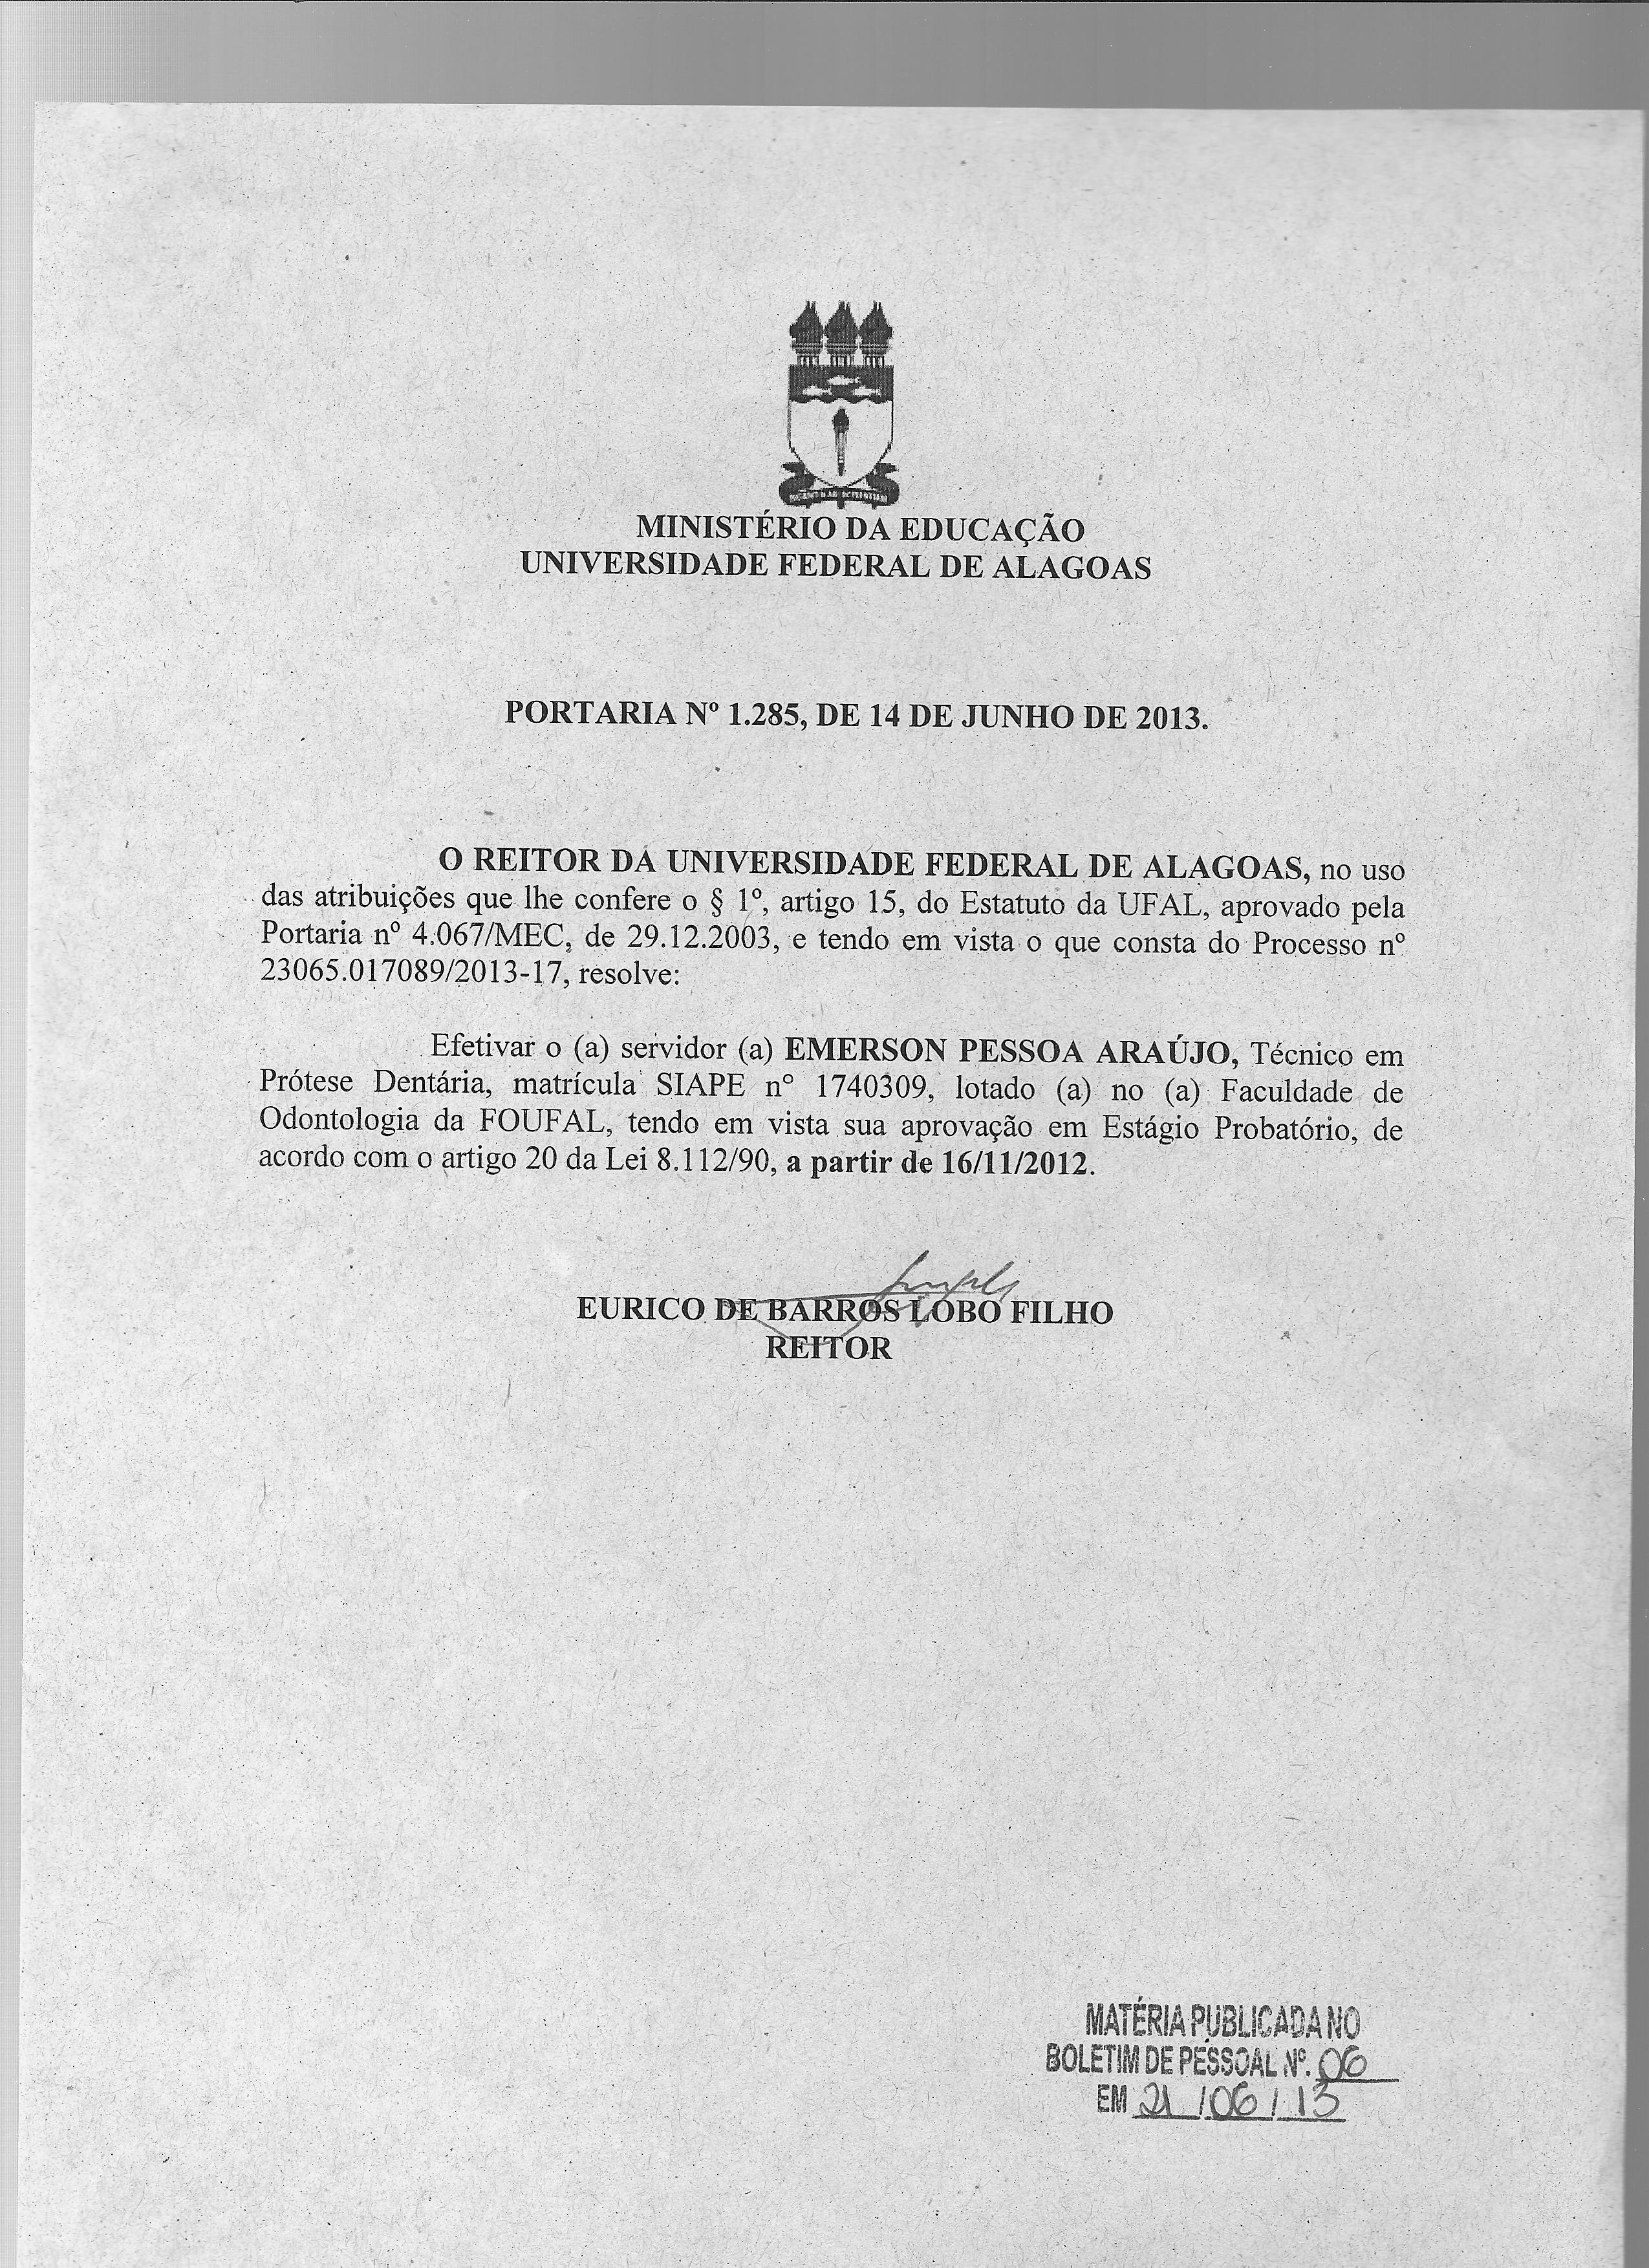 MINISTÉRIO DA EDUCAÇÃO
UNIVERSIDADE FEDERAL DE ALAGOAS
PORTARIA Nº 1.285, DE 14 DE JUNHO DE 2013.
O REITOR DA UNIVERSIDADE FEDERAL DE ALAGOAS, no uso
das atribuições que lhe confere o § 1º, artigo 15, do Estatuto da UFAL, aprovado pela
Portaria nº 4.067/MEC, de 29.12.2003, e tendo em vista o que consta do Processo nº
23065.017089/2013-17, resolve:
Efetivar o (a) servidor (a) EMERSON PESSOA ARAÚJO, Técnico em
Prótese Dentária, matrícula SIAPE n° 1740309, lotado (a) no (a) Faculdade de
Odontologia da FOUFAL, tendo em vista sua aprovação em Estágio Probatório, de
acordo com o artigo 20 da Lei 8.112/90, a partir de 16/11/2012.
EURICO DE BARROS LOBO FILHO
REITOR
MATÉRIA PUBLICADA NO
BOLETIM DE PESSOAL Nº. 06
EM 21/06/13